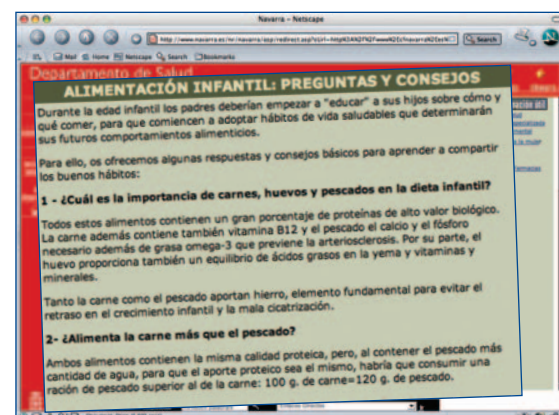 Navarra - Netscape
Search
Mail
Home
Netscape
Search
Bookmarks
Departamento de Salud
ALIMENTACIÓN INFANTIL: PREGUNTAS Y CONSEJOS
Durante la edad infantil los padres deberían empezar a "educar" a sus hijos sobre cómo y
qué comer, para que comiencen a adoptar hábitos de vida saludables que determinarán
sus futuros comportamientos alimenticios.
Para ello, os ofrecemos algunas respuestas y consejos básicos para aprender a compartir
los buenos hábitos:
1 - ¿Cuál es la importancia de carnes, huevos y pescados en la dieta infantil?
Todos estos alimentos contienen un gran porcentaje de proteínas de alto valor biológico.
La carne además contiene también vitamina B12 y el pescado el calcio y el fósforo
necesario además de grasa omega-3 que previene la arteriosclerosis. Por su parte, el
huevo proporciona también un equilibrio de ácidos grasos en la yema y vitaminas y
minerales.
Tanto la carne como el pescado aportan hierro, elemento fundamental para evitar el
retraso en el crecimiento infantil y la mala cicatrización.
2- ¿Alimenta la carne más que el pescado?
Ambos alimentos contienen la misma calidad proteica, pero, al contener el pescado más
cantidad de agua, para que el aporte proteico sea el mismo, habría que consumir una
ración de pescado superior al de la carne: 100 g. de carne=120 g. de pescado.